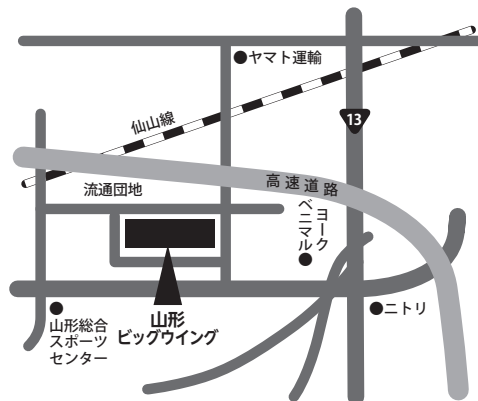 ヤマト運輸
仙山線
13
流通団地
高速道路
ヨーク
ベニマル
山形
ビッグウイング
山形総合
スポーツ
センター
ニトリ